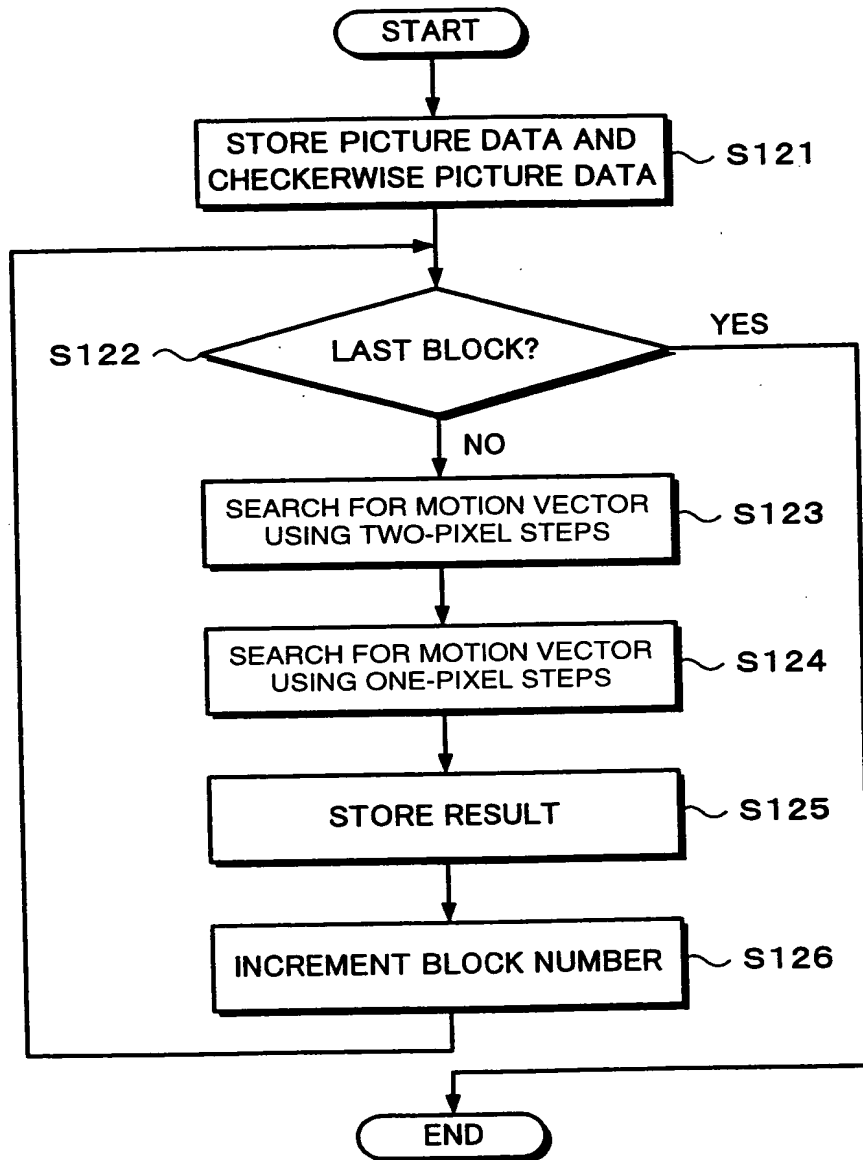 START
STORE PICTURE DATA AND
CHECKERWISE PICTURE DATA
S121
S122
LAST BLOCK?
YES
NO
SEARCH FOR MOTION VECTOR
USING TWO-PIXEL STEPS
S123
SEARCH FOR MOTION VECTOR
USING ONE-PIXEL STEPS
S124
STORE RESULT
S125
INCREMENT BLOCK NUMBER
S126
END